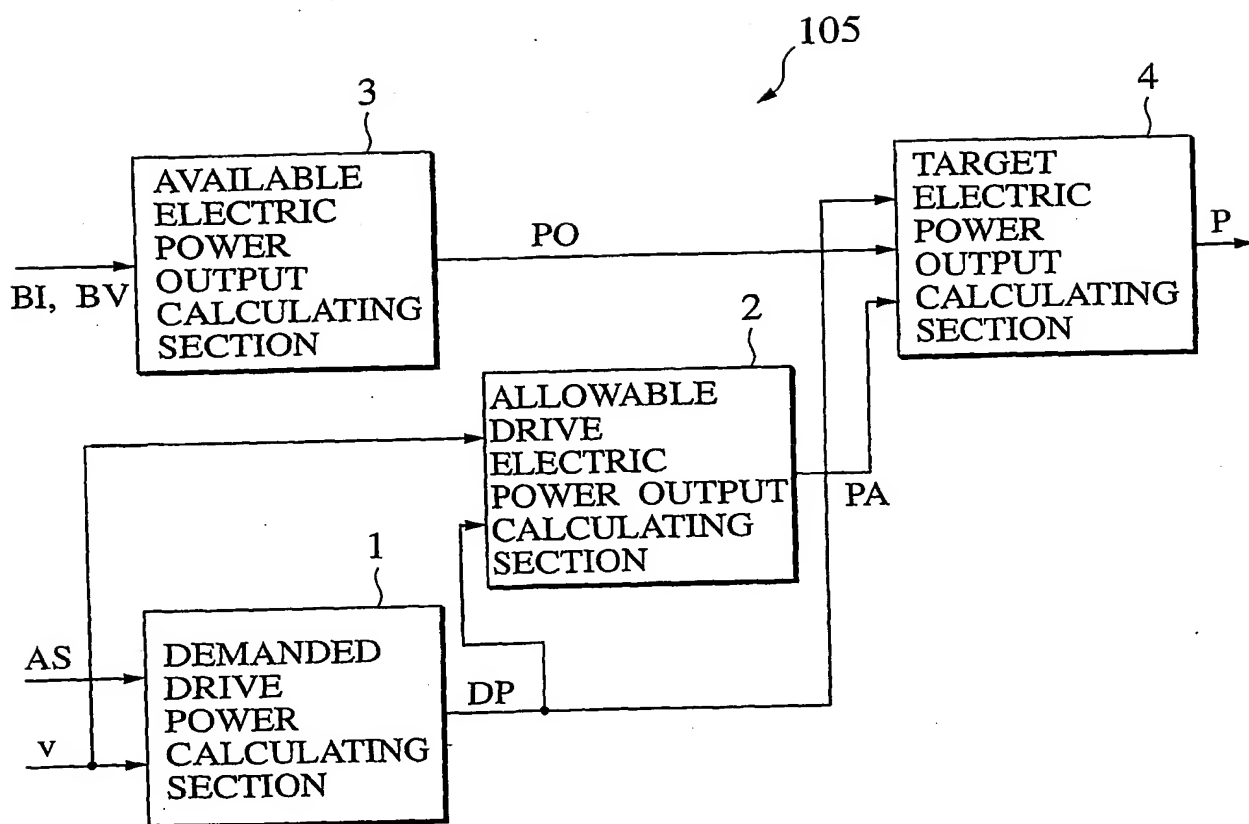 105
3
4
AVAILABLE
ELECTRIC
POWER
OUTPUT
CALCULATING
SECTION
BI, BV
PO
TARGET
ELECTRIC
POWER
OUTPUT
CALCULATING
SECTION
P
2
ALLOWABLE
DRIVE
ELECTRIC
POWER OUTPUT
CALCULATING
SECTION
PA
1
AS
v
DEMANDED
DRIVE
POWER
CALCULATING
SECTION
DP